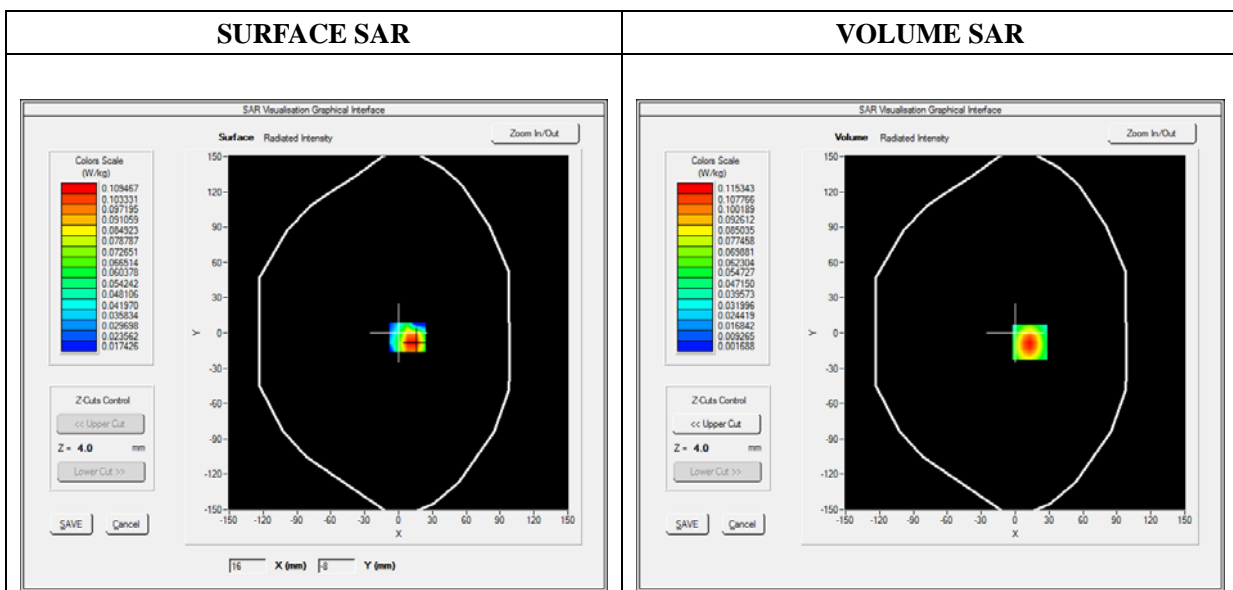 SURFACE SAR
VOLUME SAR
SAR Visualisation Graphical Interface
Surface Radiated Intensity
Zoom In/Out
Colors Scale
(W/kg)
0.109467
0.103331
0.097195
0.091059
0.084923
0.078787
0.072651
0.066514
0.060378
0.054242
0.048106
0.041970
0.035834
0.029698
0.023562
0.017426
150
120
90
60
30
0
-30
-60
-90
-120
-150
Y
-150 -120 -90 -60 -30 0 30 60 90 120 150
X
Z-Cuts Control
<< Upper Cut
Z = 4.0 mm
Lower Cut >>
SAVE Cancel
16 X (mm) -8 Y (mm)
SAR Visualisation Graphical Interface
Volume Radiated Intensity
Zoom In/Out
Colors Scale
(W/kg)
0.115343
0.107766
0.100189
0.092612
0.085035
0.077458
0.069881
0.062304
0.054727
0.047150
0.039573
0.031996
0.024419
0.016842
0.009265
0.001688
150
120
90
60
30
0
-30
-60
-90
-120
-150
Y
-150 -120 -90 -60 -30 0 30 60 90 120 150
X
Z-Cuts Control
<< Upper Cut
Z = 4.0 mm
Lower Cut >>
SAVE Cancel